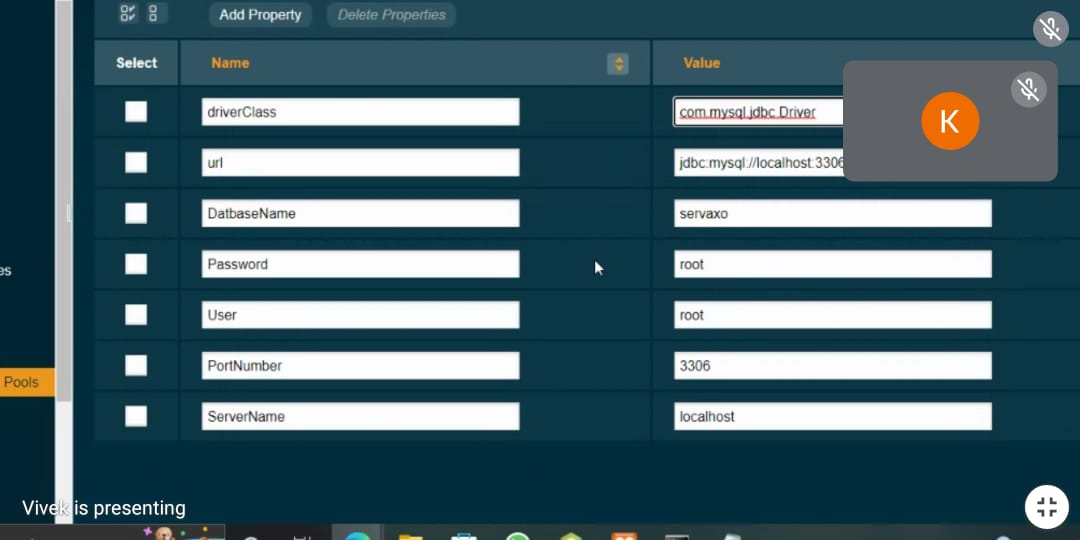 Add Property Delete Properties
Select Name Value
driverClass com.mysql.jdbc.Driver
url jdbc:mysql://localhost:3306
DatbaseName servaxo
Password root
User root
PortNumber 3306
ServerName localhost
K
es
Pools
Vivek is presenting